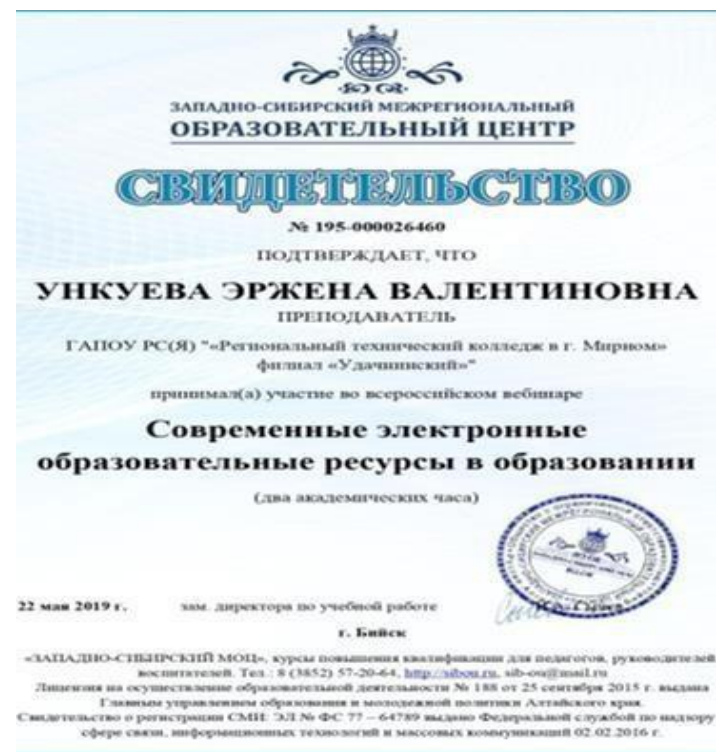 ЗАПАДНО-СИБИРСКИЙ МЕЖРЕГИОНАЛЬНЫЙ
ОБРАЗОВАТЕЛЬНЫЙ ЦЕНТР
СВИДЕТЕЛЬСТВО
№ 195-000026460
ПОДТВЕРЖДАЕТ, ЧТО
УНКУЕВА ЭРЖЕНА ВАЛЕНТИНОВНА
ПРЕПОДАВАТЕЛЬ
ГАПОУ РС(Я) "«Региональный технический колледж в г. Мирном»
филиал «Удачнинский»"
принимал(а) участие во всероссийском вебинаре
Современные электронные
образовательные ресурсы в образовании
(два академических часа)
22 мая 2019 г. зам. директора по учебной работе
г. Бийск
«ЗАПАДНО-СИБИРСКИЙ МОЦ», курсы повышения квалификации для педагогов, руководителей
воспитателей. Тел.: 8 (3852) 57-20-64, http://sibou.ru, sib-ou@mail.ru
Лицензия на осуществление образовательной деятельности № 188 от 25 сентября 2015 г. выдана
Главным управлением образования и молодежной политики Алтайского края.
Свидетельство о регистрации СМИ: ЭЛ № ФС 77 – 64789 выдано Федеральной службой по надзору
сфере связи, информационных технологий и массовых коммуникаций 02.02.2016 г.